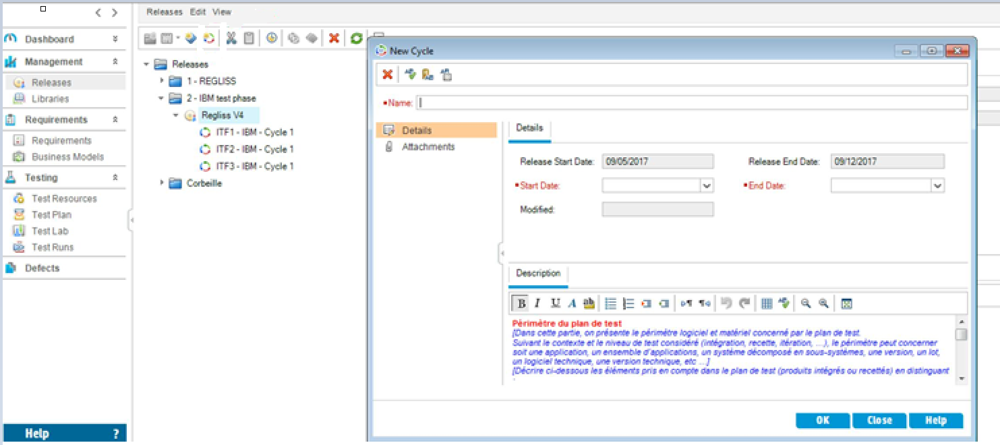 Releases Edit View
Dashboard
Management
Releases
Libraries
Requirements
Requirements
Business Models
Testing
Test Resources
Test Plan
Test Lab
Test Runs
Defects
Help ?
Releases
1 - REGLISS
2 - IBM test phase
Regliss V4
ITF1 - IBM - Cycle 1
ITF2 - IBM - Cycle 1
ITF3 - IBM - Cycle 1
Corbeille
New Cycle
Name:
Details
Attachments
Details
Release Start Date: 09/05/2017 Release End Date: 09/12/2017
Start Date: End Date:
Modified:
Description
B I U A ab
Périmètre du plan de test
[Dans cette partie, on présente le périmètre logiciel et matériel concerné par le plan de test.
Suivant le contexte et le niveau de test considéré (intégration, recette, itération, ...), le périmètre peut concerner
soit une application, un ensemble d'applications, un système décomposé en sous-systèmes, une version, un lot,
un logiciel technique, une version technique, etc ...]
[Décrire ci-dessous les éléments pris en compte dans le plan de test (produits intégrés ou recettés) en distinguant
OK Close Help